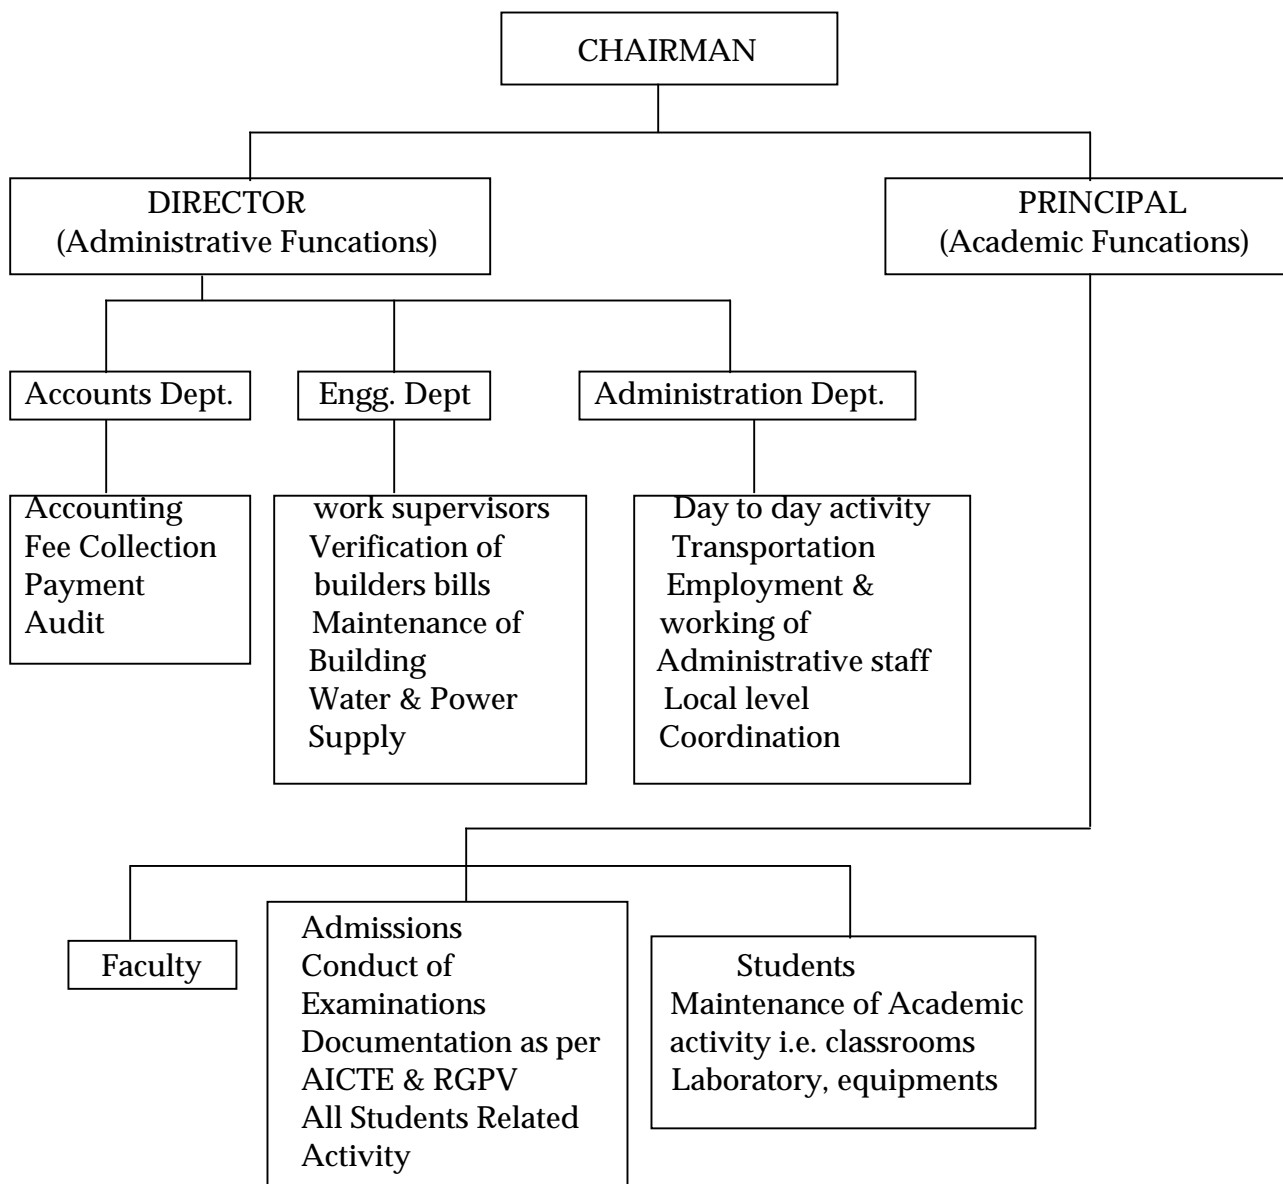 CHAIRMAN
DIRECTOR
(Administrative Funcations)
PRINCIPAL
(Academic Funcations)
Accounts Dept.
Engg. Dept
Administration Dept.
Accounting
Fee Collection
Payment
Audit
work supervisors
Verification of
builders bills
Maintenance of
Building
Water & Power
Supply
Day to day activity
Transportation
Employment &
working of
Administrative staff
Local level
Coordination
Faculty
Admissions
Conduct of
Examinations
Documentation as per
AICTE & RGPV
All Students Related
Activity
Students
Maintenance of Academic
activity i.e. classrooms
Laboratory, equipments